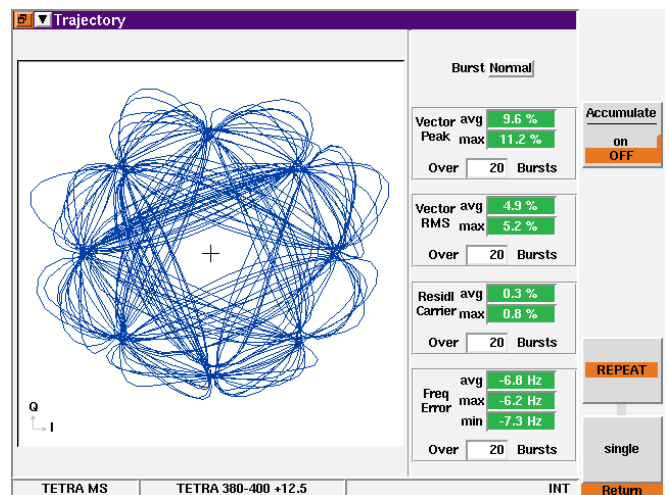 Trajectory
Burst Normal
Vector Peak avg 9.6 %
max 11.2 %
Over 20 Bursts
Vector RMS avg 4.9 %
max 5.2 %
Over 20 Bursts
Residl Carrier avg 0.3 %
max 0.8 %
Over 20 Bursts
Freq Error avg -6.8 Hz
max -6.2 Hz
min -7.3 Hz
Over 20 Bursts
Accumulate
on
OFF
REPEAT
single
Return
Q
I
TETRA MS TETRA 380-400 +12.5 INT